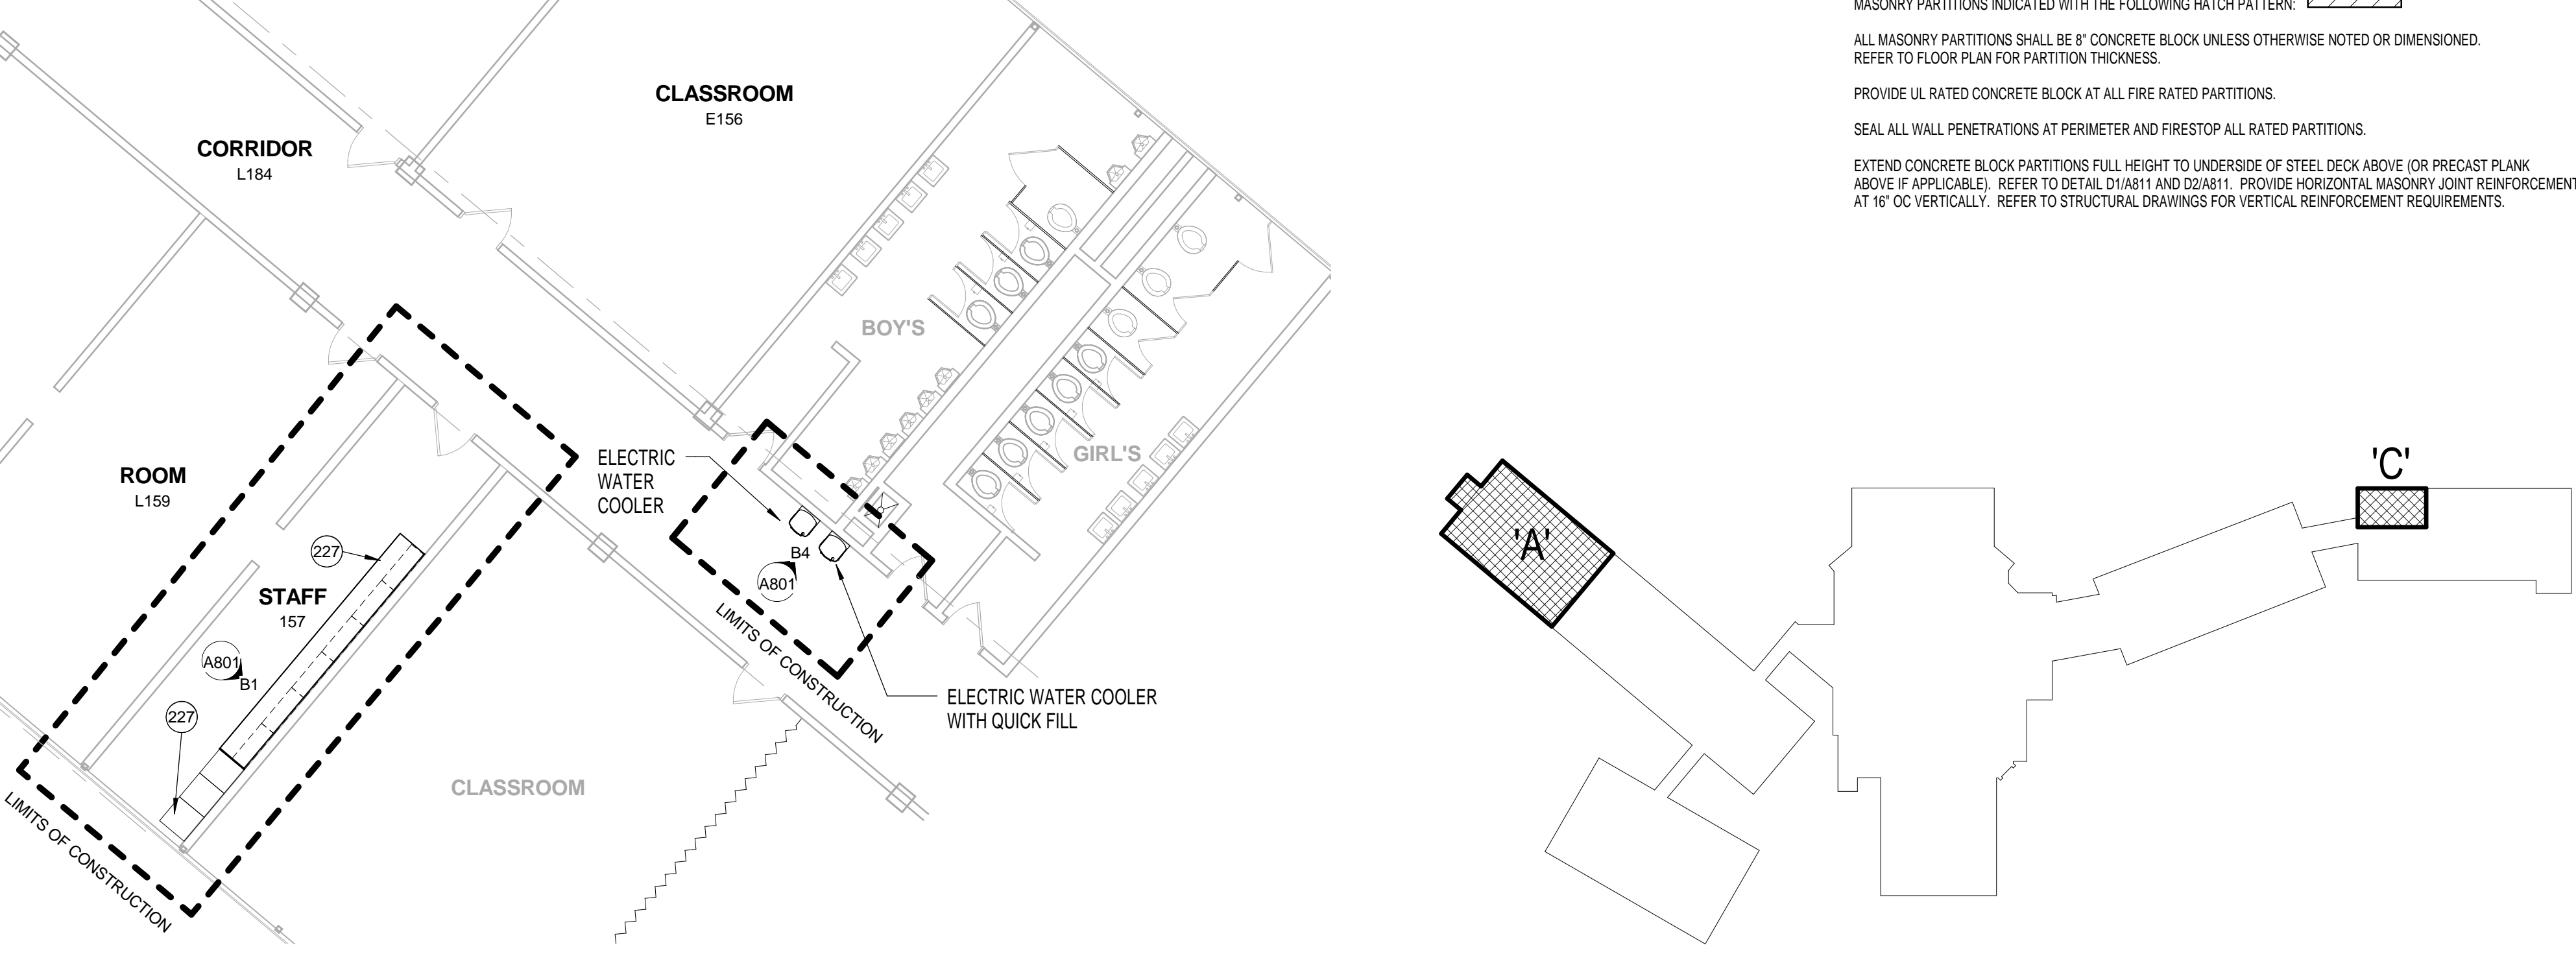 MASONRY PARTITIONS INDICATED WITH THE FOLLOWING HATCH PATTERN:
ALL MASONRY PARTITIONS SHALL BE 8" CONCRETE BLOCK UNLESS OTHERWISE NOTED OR DIMENSIONED.
REFER TO FLOOR PLAN FOR PARTITION THICKNESS.
PROVIDE UL RATED CONCRETE BLOCK AT ALL FIRE RATED PARTITIONS.
SEAL ALL WALL PENETRATIONS AT PERIMETER AND FIRESTOP ALL RATED PARTITIONS.
EXTEND CONCRETE BLOCK PARTITIONS FULL HEIGHT TO UNDERSIDE OF STEEL DECK ABOVE (OR PRECAST PLANK
ABOVE IF APPLICABLE). REFER TO DETAIL D1/A811 AND D2/A811. PROVIDE HORIZONTAL MASONRY JOINT REINFORCEMENT
AT 16" OC VERTICALLY. REFER TO STRUCTURAL DRAWINGS FOR VERTICAL REINFORCEMENT REQUIREMENTS.
CLASSROOM
E156
CORRIDOR
L184
BOY'S
GIRL'S
ELECTRIC
WATER
COOLER
ROOM
L159
227
STAFF
157
B4
A801
LIMITS OF CONSTRUCTION
A801
B1
227
ELECTRIC WATER COOLER
WITH QUICK FILL
CLASSROOM
LIMITS OF CONSTRUCTION
'A'
'C'